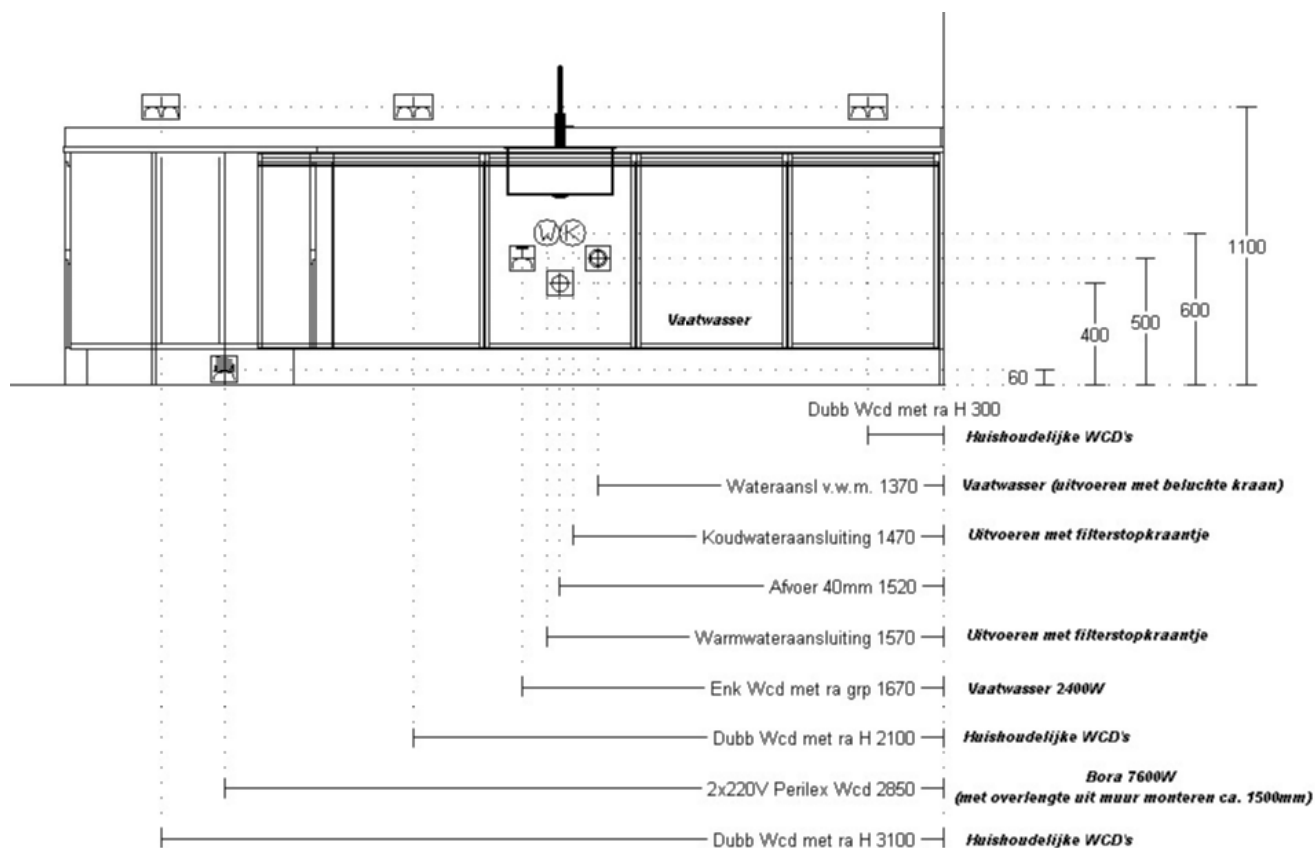 1100
W K
Vaatwasser
600
500
400
60
Dubb Wcd met ra H 300
Huishoudelijke WCD's
Wateraansl v.w.m. 1370 Vaatwasser (uitvoeren met beluchte kraan)
Koudwateraansluiting 1470 Uitvoeren met filterstopkraantje
Afvoer 40mm 1520
Warmwateraansluiting 1570 Uitvoeren met filterstopkraantje
Enk Wcd met ra grp 1670 Vaatwasser 2400W
Dubb Wcd met ra H 2100 Huishoudelijke WCD's
Bora 7600W
2x220V Perilex Wcd 2850 (met overlengte uit muur monteren ca. 1500mm)
Dubb Wcd met ra H 3100 Huishoudelijke WCD's